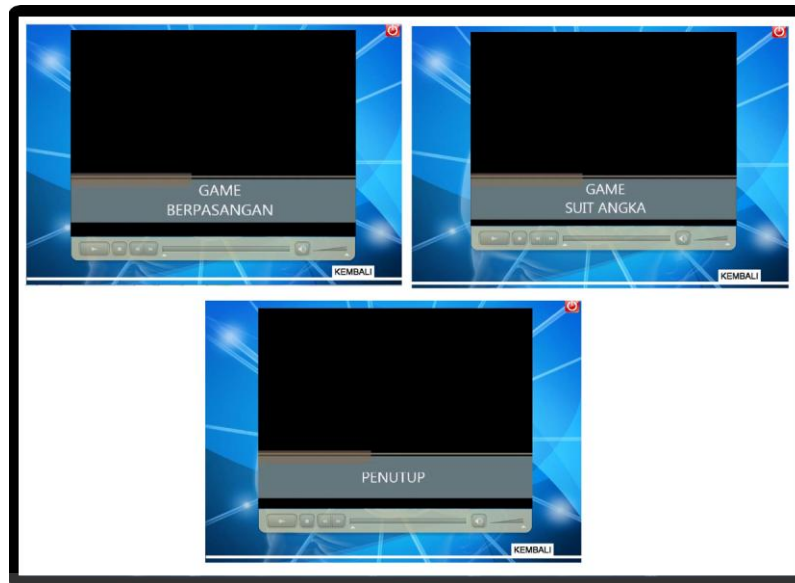 GAME
BERPASANGAN
KEMBALI
GAME
SUIT ANGKA
KEMBALI
PENUTUP
KEMBALI